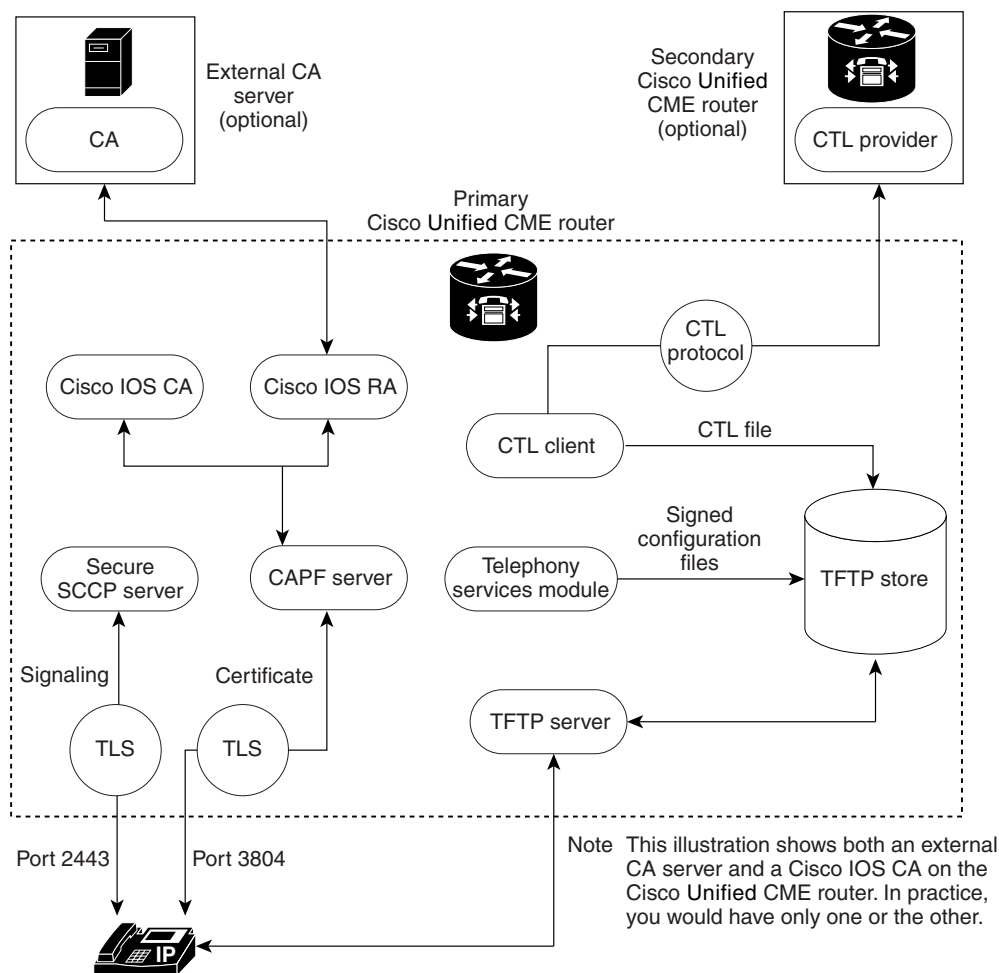 External CA
server
(optional)
CA
Secondary
Cisco Unified
CME router
(optional)
CTL provider
Primary
Cisco Unified CME router
CTL
protocol
Cisco IOS CA
Cisco IOS RA
CTL client
CTL file
Signed
configuration
files
Secure
SCCP server
CAPF server
Telephony
services module
TFTP store
Signaling
Certificate
TLS
TLS
TFTP server
Port 2443
Port 3804
Note This illustration shows both an external
CA server and a Cisco IOS CA on the
Cisco Unified CME router. In practice,
you would have only one or the other.
IP